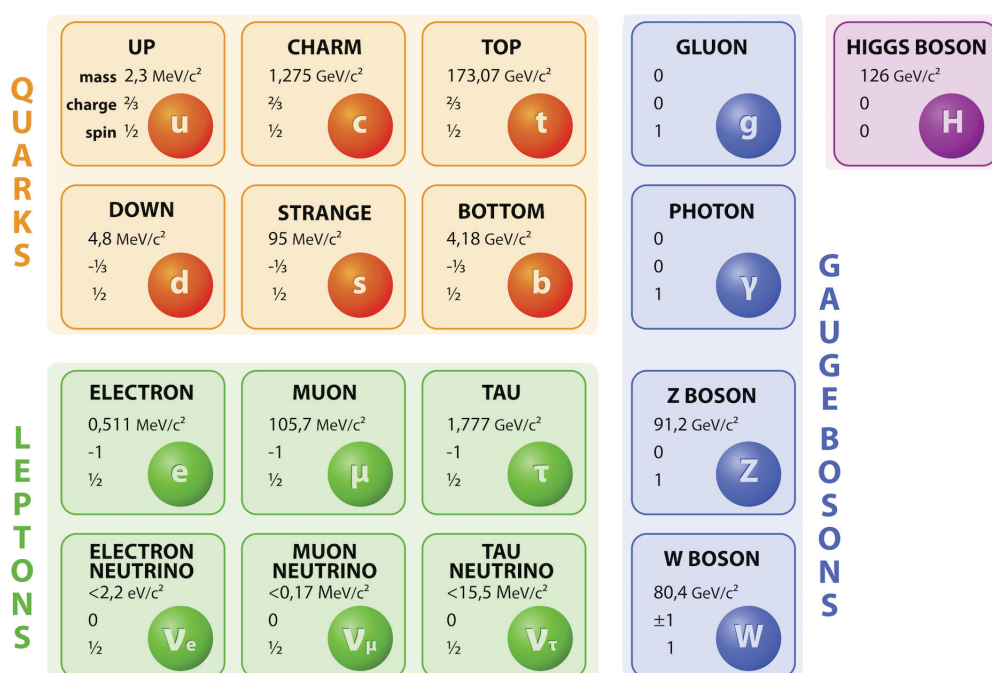 QUARKS
UP
mass 2,3 MeV/c²
charge ⅔
spin ½
u
CHARM
1,275 GeV/c²
⅔
½
c
TOP
173,07 GeV/c²
⅔
½
t
DOWN
4,8 MeV/c²
-⅓
½
d
STRANGE
95 MeV/c²
-⅓
½
s
BOTTOM
4,18 GeV/c²
-⅓
½
b
LEPTONS
ELECTRON
0,511 MeV/c²
-1
½
e
MUON
105,7 MeV/c²
-1
½
μ
TAU
1,777 GeV/c²
-1
½
τ
ELECTRON
NEUTRINO
<2,2 eV/c²
0
½
νe
MUON
NEUTRINO
<0,17 MeV/c²
0
½
νμ
TAU
NEUTRINO
<15,5 MeV/c²
0
½
ντ
GLUON
0
0
1
g
PHOTON
0
0
1
γ
Z BOSON
91,2 GeV/c²
0
1
Z
W BOSON
80,4 GeV/c²
±1
1
W
GAUGE BOSONS
HIGGS BOSON
126 GeV/c²
0
0
H